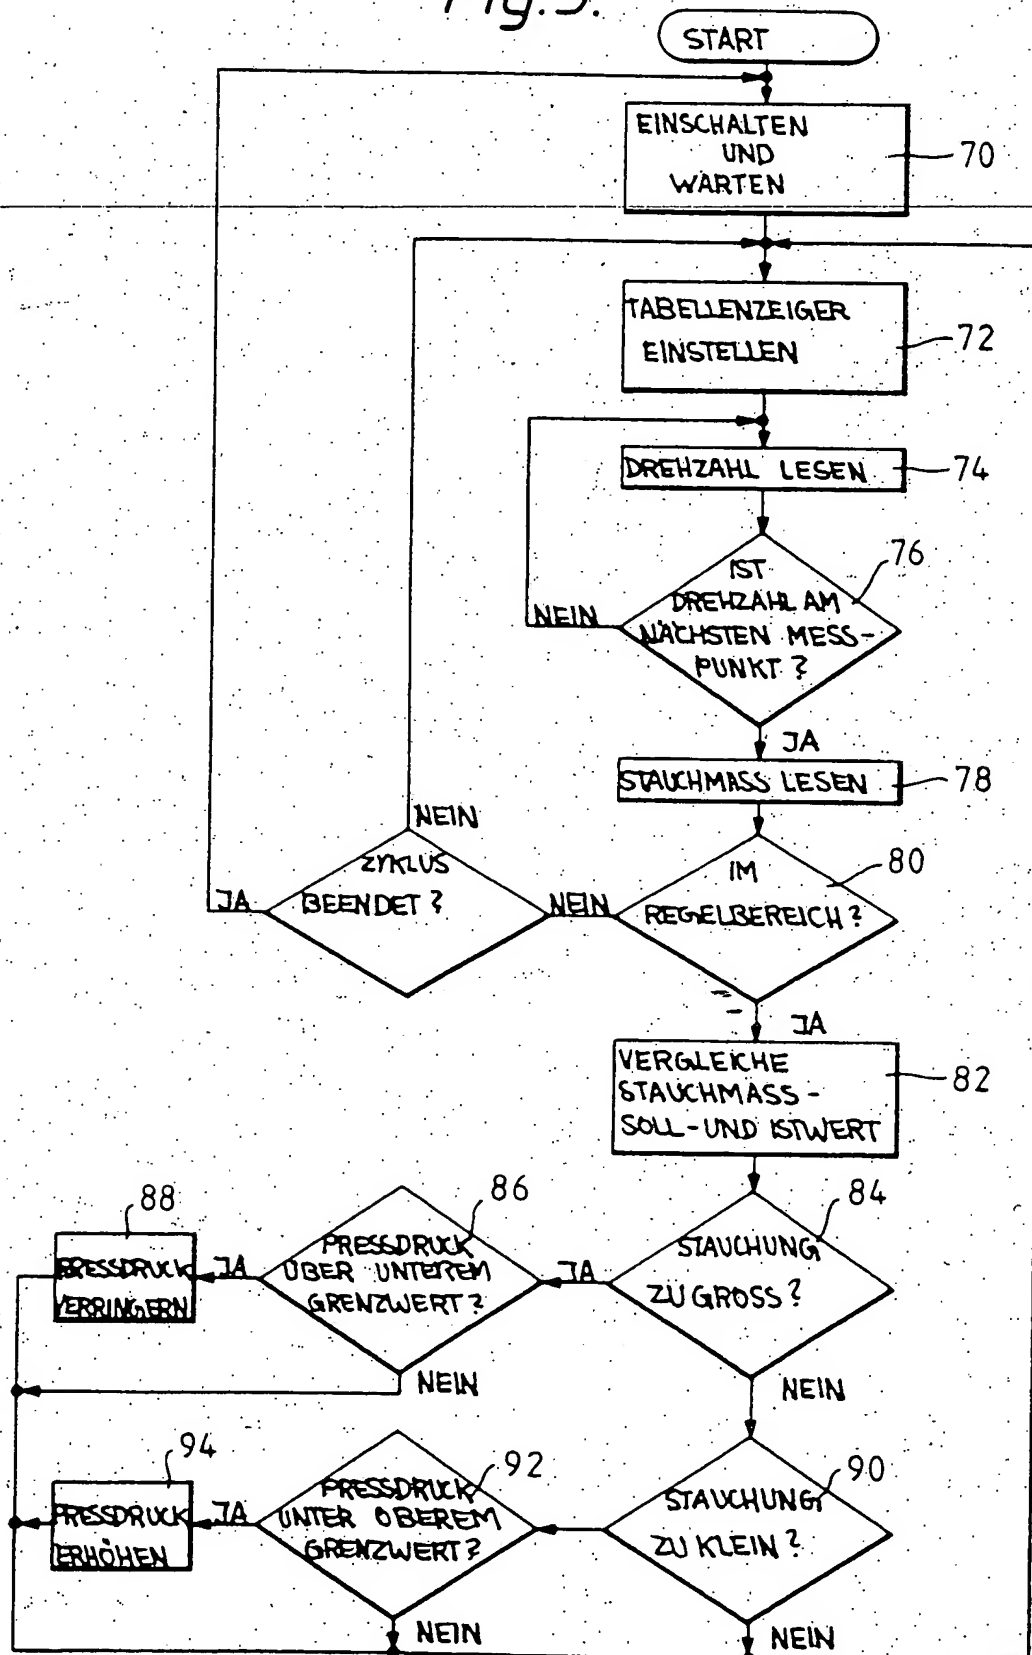 Fig.5.
START
EINSCHALTEN
UND
WARTEN
70
TABELLENZEIGER
EINSTELLEN
72
DREHZAHL LESEN
74
76
IST
DREHZAHL AM
NÄCHSTEN MESS-
PUNKT?
NEIN
JA
STAUCHMASS LESEN
78
NEIN
ZYKLUS
BEENDET?
JA
NEIN
IM
REGELBEREICH?
80
JA
VERGLEICHE
STAUCHMASS-
SOLL-UND ISTWERT
82
88
PRESSDRUCK
VERRINGERN
JA
86
PRESSDRUCK
ÜBER UNTEREM
GRENZWERT?
JA
84
STAUCHUNG
ZU GROSS?
NEIN
NEIN
94
PRESSDRUCK
ERHÖHEN
JA
92
PRESSDRUCK
UNTER OBEREM
GRENZWERT?
90
STAUCHUNG
ZU KLEIN?
NEIN
NEIN